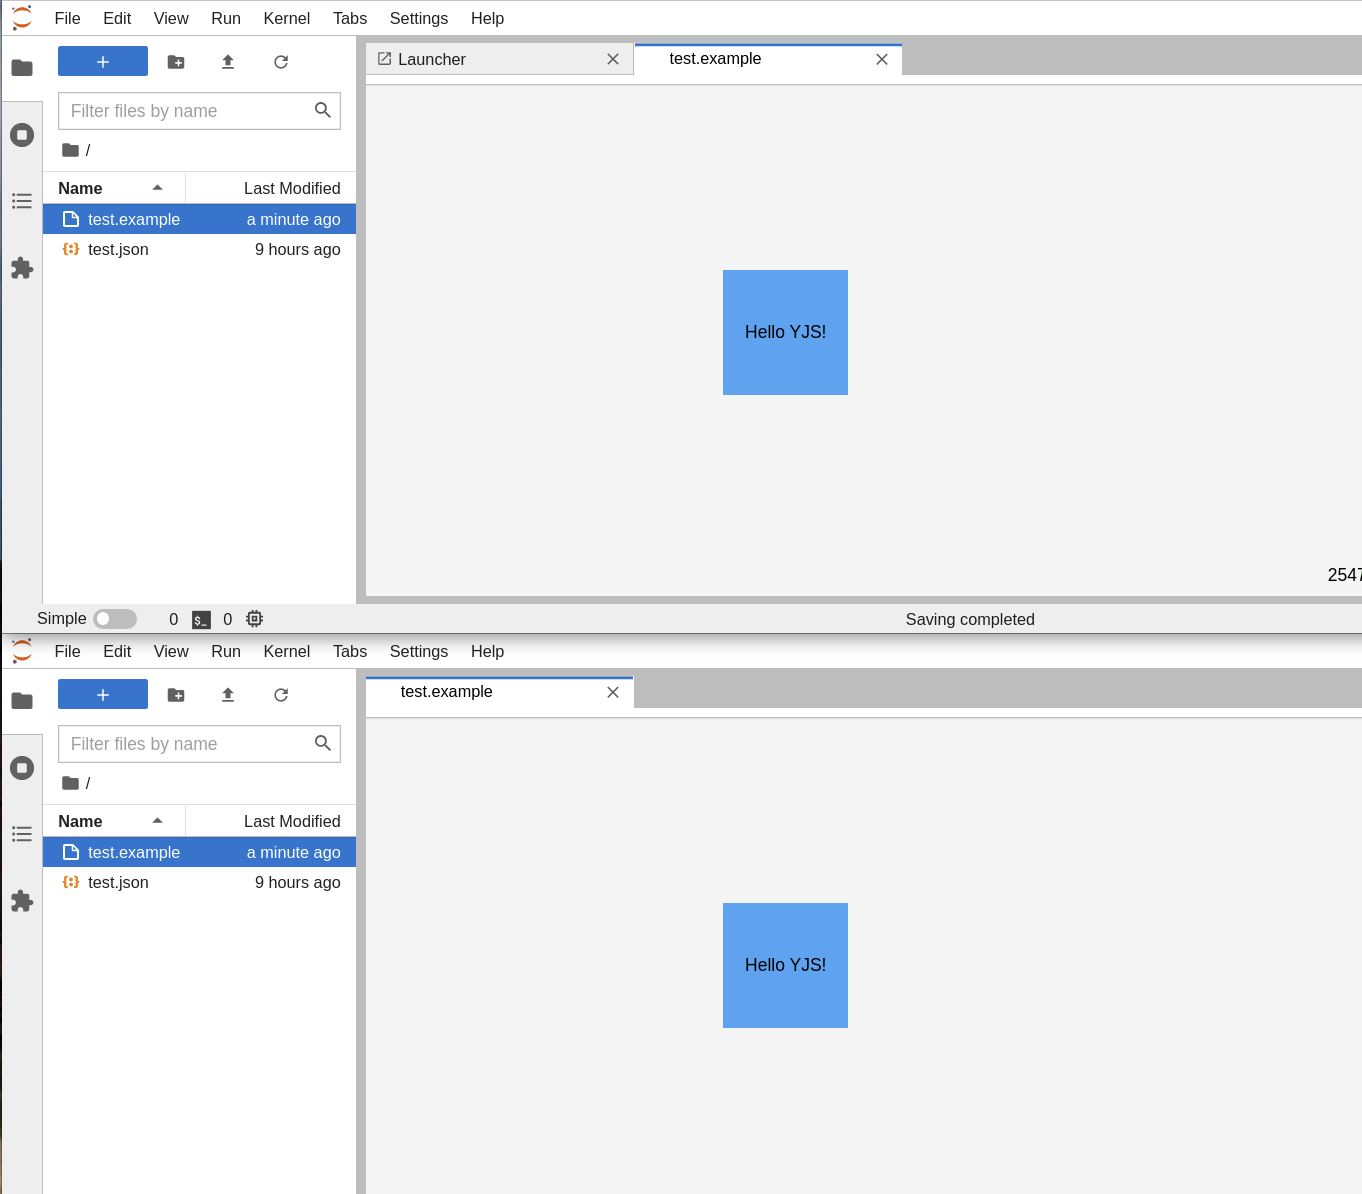 File Edit View Run Kernel Tabs Settings Help
Launcher
test.example
Filter files by name
/
Name Last Modified
test.example a minute ago
test.json 9 hours ago
Hello YJS!
2547
Simple 0 $_ 0 Saving completed
File Edit View Run Kernel Tabs Settings Help
test.example
Filter files by name
/
Name Last Modified
test.example a minute ago
test.json 9 hours ago
Hello YJS!